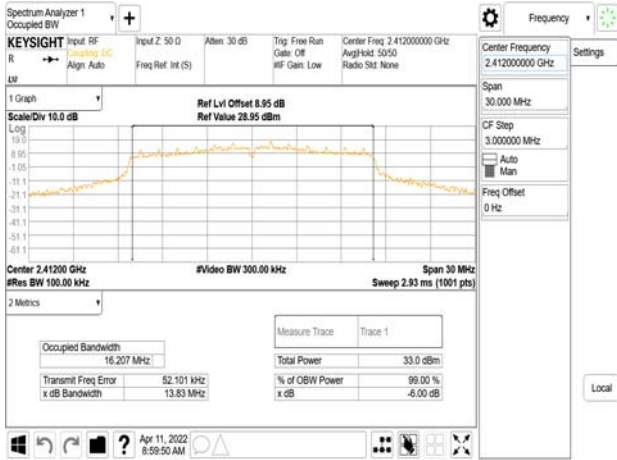 Spectrum Analyzer 1
Occupied BW
+
Frequency
KEYSIGHT
R
LXI
Input: RF
Coupling: DC
Align: Auto
Input Z: 50 Ω
Freq Ref: Int (S)
Atten: 30 dB
Trig: Free Run
Gate: Off
#IF Gain: Low
Center Freq: 2.412000000 GHz
Avg|Hold: 50/50
Radio Std: None
Center Frequency
2.412000000 GHz
Settings
Span
30.000 MHz
CF Step
3.000000 MHz
Auto
Man
Freq Offset
0 Hz
Local
1 Graph
Scale/Div 10.0 dB
Ref Lvl Offset 8.95 dB
Ref Value 28.95 dBm
Log
19.0
8.95
-1.05
-11.1
-21.1
-31.1
-41.1
-51.1
-61.1
Center 2.41200 GHz
#Res BW 100.00 kHz
#Video BW 300.00 kHz
Span 30 MHz
Sweep 2.93 ms (1001 pts)
2 Metrics
Measure Trace
Trace 1
Occupied Bandwidth
16.207 MHz
Total Power
33.0 dBm
Transmit Freq Error
52.101 kHz
% of OBW Power
99.00 %
x dB Bandwidth
13.83 MHz
x dB
-6.00 dB
?
Apr 11, 2022
8:59:50 AM